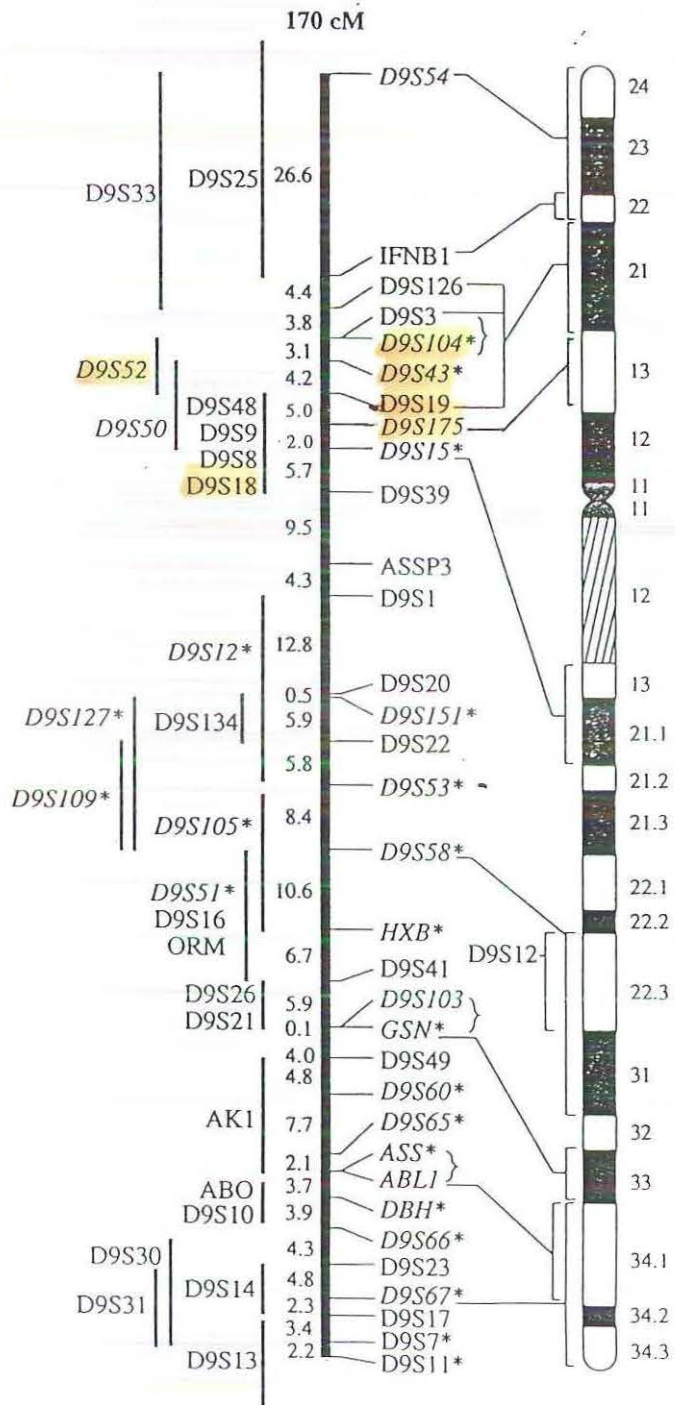 170 cM
D9S54
24
23
D9S33
D9S25
26.6
22
IFNB1
21
4.4
D9S126
3.8
D9S3
D9S104*
3.1
D9S52
D9S43*
13
4.2
D9S48
D9S19
5.0
D9S50
D9S9
D9S175
12
2.0
D9S8
D9S15*
5.7
D9S18
11
D9S39
11
9.5
ASSP3
4.3
D9S1
12
D9S12*
12.8
13
D9S20
0.5
D9S127*
D9S134
5.9
D9S151*
21.1
D9S22
5.8
D9S53*
21.2
D9S109*
D9S105*
8.4
21.3
D9S58*
D9S51*
10.6
22.1
D9S16
22.2
HXB*
ORM
6.7
D9S12
D9S41
22.3
D9S26
5.9
D9S103
D9S21
0.1
GSN*
4.0
D9S49
4.8
31
D9S60*
AK1
7.7
D9S65*
32
2.1
ASS*
ABO
3.7
ABL1
33
D9S10
3.9
DBH*
D9S66*
D9S30
4.3
D9S23
34.1
D9S31
D9S14
4.8
D9S67*
2.3
D9S17
34.2
3.4
D9S7*
D9S13
2.2
D9S11*
34.3